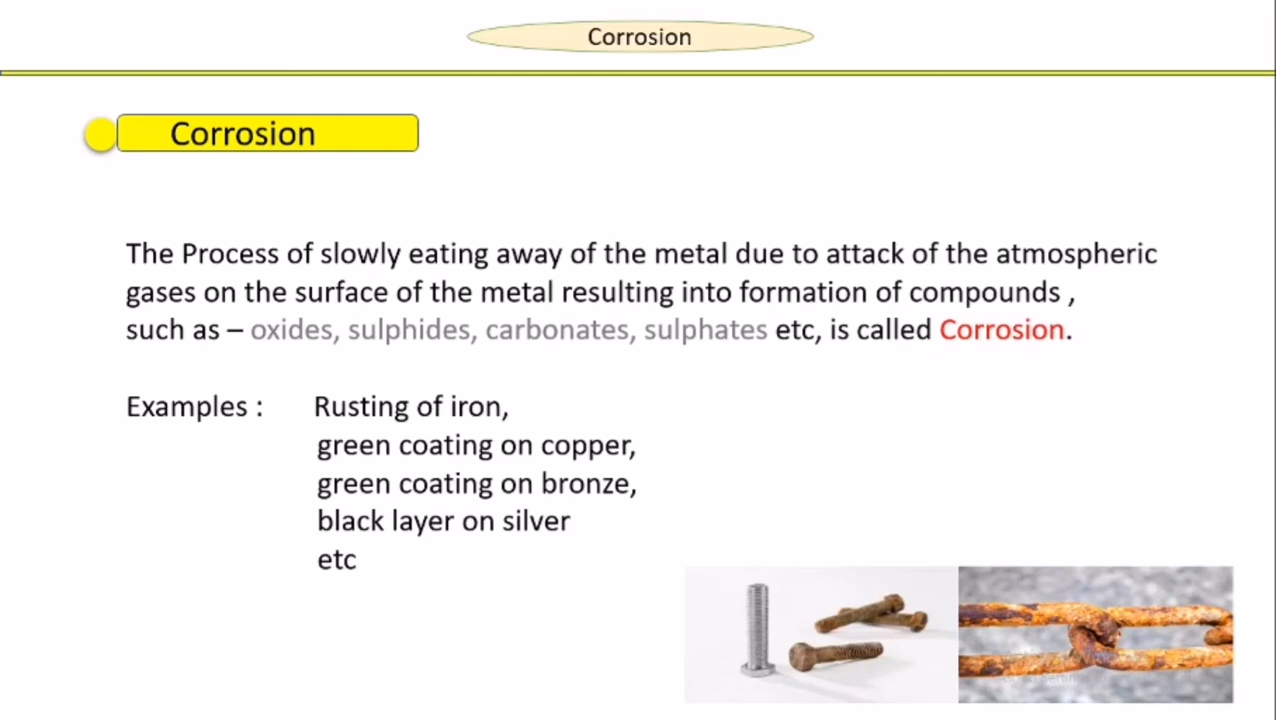 Corrosion
Corrosion
The Process of slowly eating away of the metal due to attack of the atmospheric
gases on the surface of the metal resulting into formation of compounds ,
such as – oxides, sulphides, carbonates, sulphates etc, is called Corrosion.
Examples : Rusting of iron,
green coating on copper,
green coating on bronze,
black layer on silver
etc